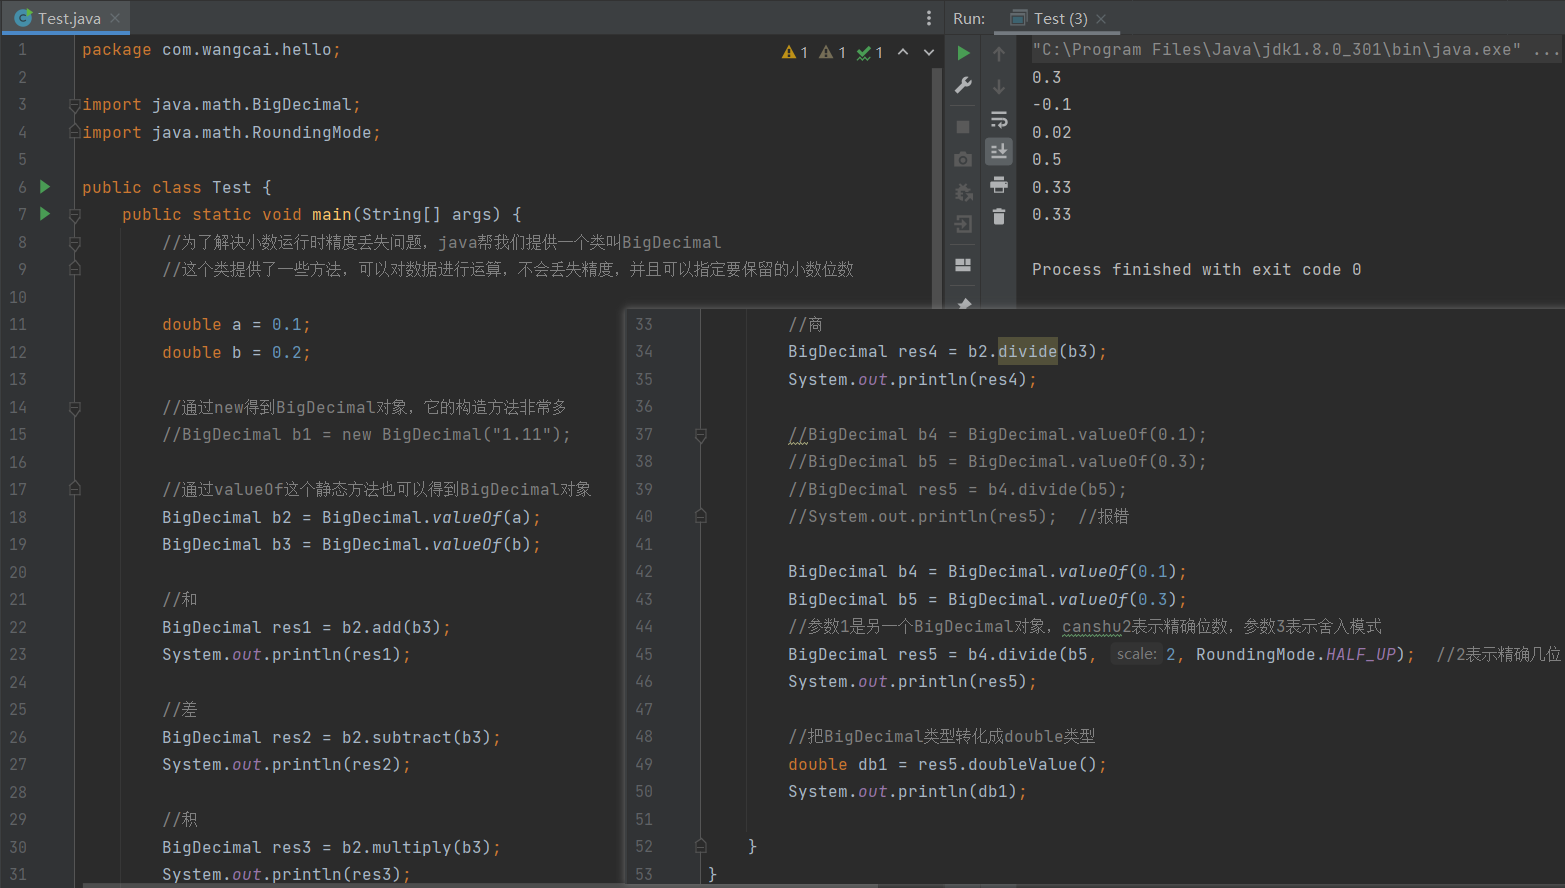 Test.java
1 package com.wangcai.hello;
2
3 import java.math.BigDecimal;
4 import java.math.RoundingMode;
5
6 public class Test {
7 public static void main(String[] args) {
8 //为了解决小数运行时精度丢失问题，java帮我们提供一个类叫BigDecimal
9 //这个类提供了一些方法，可以对数据进行运算，不会丢失精度，并且可以指定要保留的小数位数
10
11 double a = 0.1;
12 double b = 0.2;
13
14 //通过new得到BigDecimal对象，它的构造方法非常多
15 //BigDecimal b1 = new BigDecimal("1.11");
16
17 //通过valueOf这个静态方法也可以得到BigDecimal对象
18 BigDecimal b2 = BigDecimal.valueOf(a);
19 BigDecimal b3 = BigDecimal.valueOf(b);
20
21 //和
22 BigDecimal res1 = b2.add(b3);
23 System.out.println(res1);
24
25 //差
26 BigDecimal res2 = b2.subtract(b3);
27 System.out.println(res2);
28
29 //积
30 BigDecimal res3 = b2.multiply(b3);
31 System.out.println(res3);
33 //商
34 BigDecimal res4 = b2.divide(b3);
35 System.out.println(res4);
36
37 //BigDecimal b4 = BigDecimal.valueOf(0.1);
38 //BigDecimal b5 = BigDecimal.valueOf(0.3);
39 //BigDecimal res5 = b4.divide(b5);
40 //System.out.println(res5); //报错
41
42 BigDecimal b4 = BigDecimal.valueOf(0.1);
43 BigDecimal b5 = BigDecimal.valueOf(0.3);
44 //参数1是另一个BigDecimal对象，canshu2表示精确位数，参数3表示舍入模式
45 BigDecimal res5 = b4.divide(b5, scale: 2, RoundingMode.HALF_UP); //2表示精确几位
46 System.out.println(res5);
47
48 //把BigDecimal类型转化成double类型
49 double db1 = res5.doubleValue();
50 System.out.println(db1);
51
52 }
53 }
1 1 1
Run: Test (3)
"C:\Program Files\Java\jdk1.8.0_301\bin\java.exe" ...
0.3
-0.1
0.02
0.5
0.33
0.33
Process finished with exit code 0